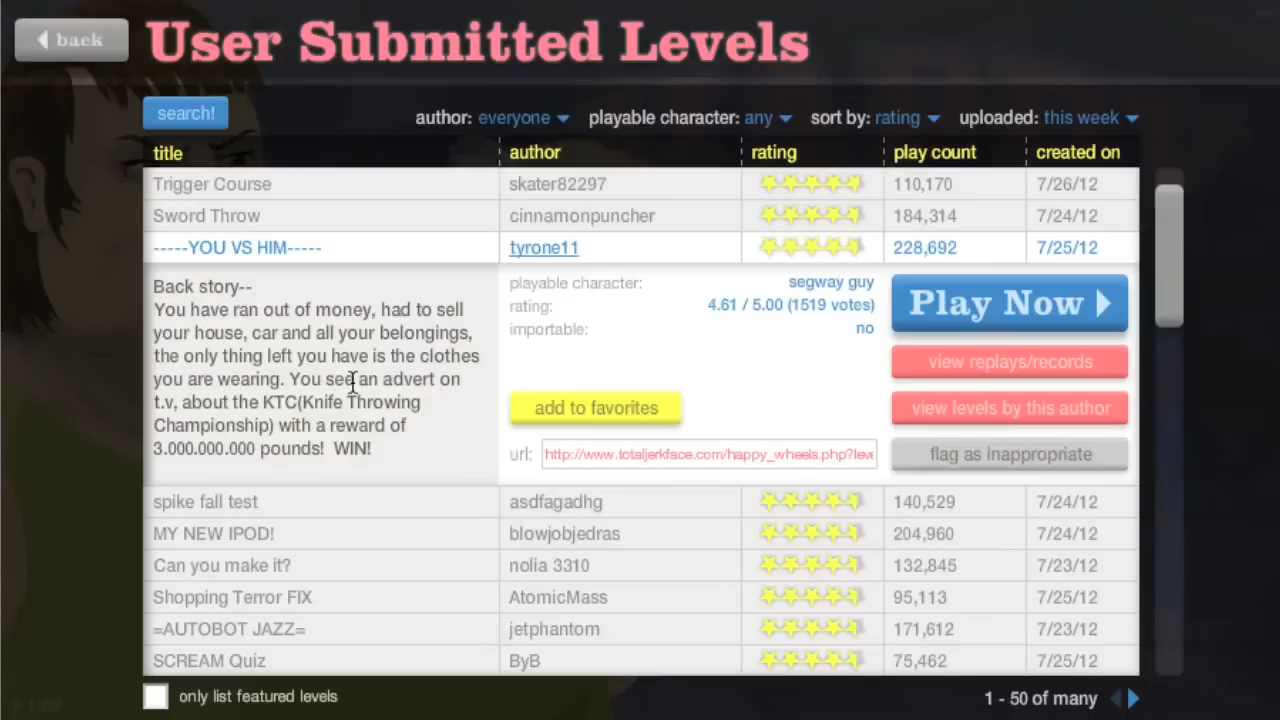 back
User Submitted Levels
search!
author: everyone playable character: any sort by: rating uploaded: this week
title author rating play count created on
Trigger Course skater82297 110,170 7/26/12
Sword Throw cinnamonpuncher 184,314 7/24/12
-----YOU VS HIM----- tyrone11 228,692 7/25/12
Back story--
You have ran out of money, had to sell
your house, car and all your belongings,
the only thing left you have is the clothes
you are wearing. You see an advert on
t.v, about the KTC(Knife Throwing
Championship) with a reward of
3.000.000.000 pounds!  WIN!
playable character: segway guy
rating: 4.61 / 5.00 (1519 votes)
importable: no
add to favorites
url: http://www.totaljerkface.com/happy_wheels.php?leve
Play Now
view replays/records
view levels by this author
flag as inappropriate
spike fall test asdfagadhg 140,529 7/24/12
MY NEW IPOD! blowjobjedras 204,960 7/24/12
Can you make it? nolia 3310 132,845 7/23/12
Shopping Terror FIX AtomicMass 95,113 7/25/12
=AUTOBOT JAZZ= jetphantom 171,612 7/23/12
SCREAM Quiz ByB 75,462 7/25/12
only list featured levels
1 - 50 of many